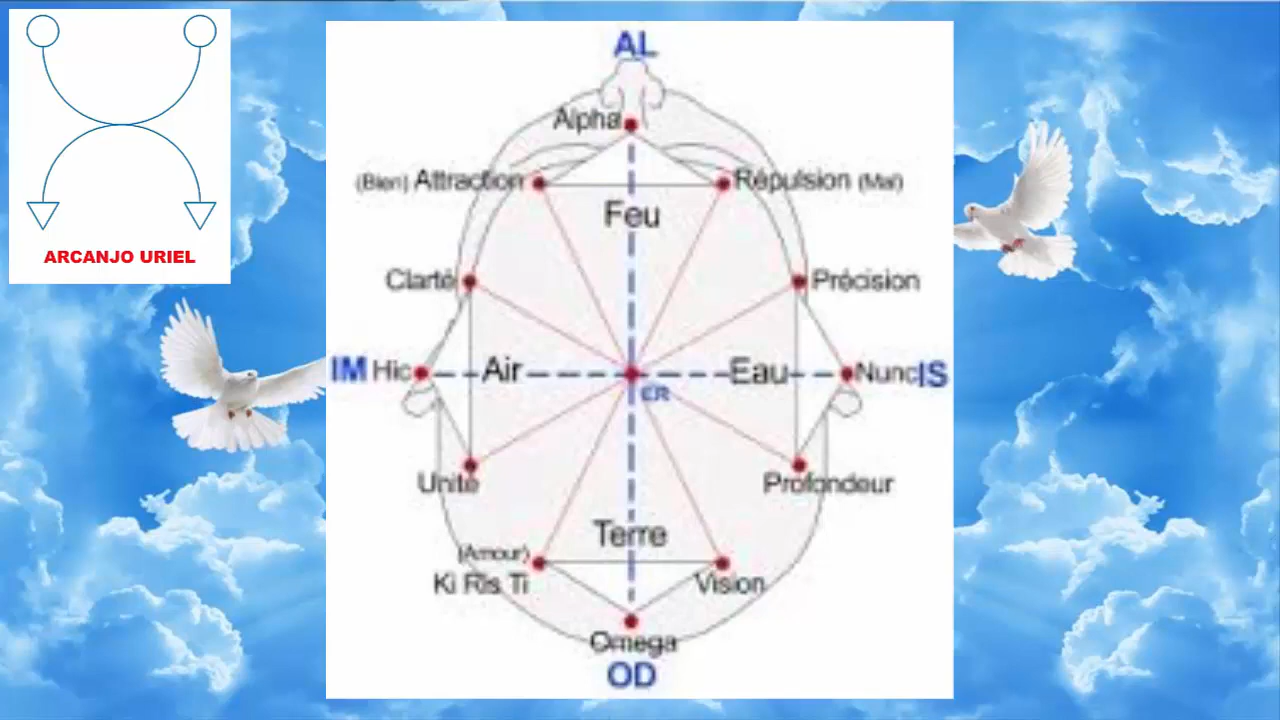 ARCANJO URIEL
AL
Alpha
(Bien) Attraction
Répulsion (Mal)
Feu
Clarté
Précision
IM Hic
Air
Eau
Nunc IS
ER
Unité
Profondeur
Terre
(Amour)
Ki Ris Ti
Vision
Omega
OD